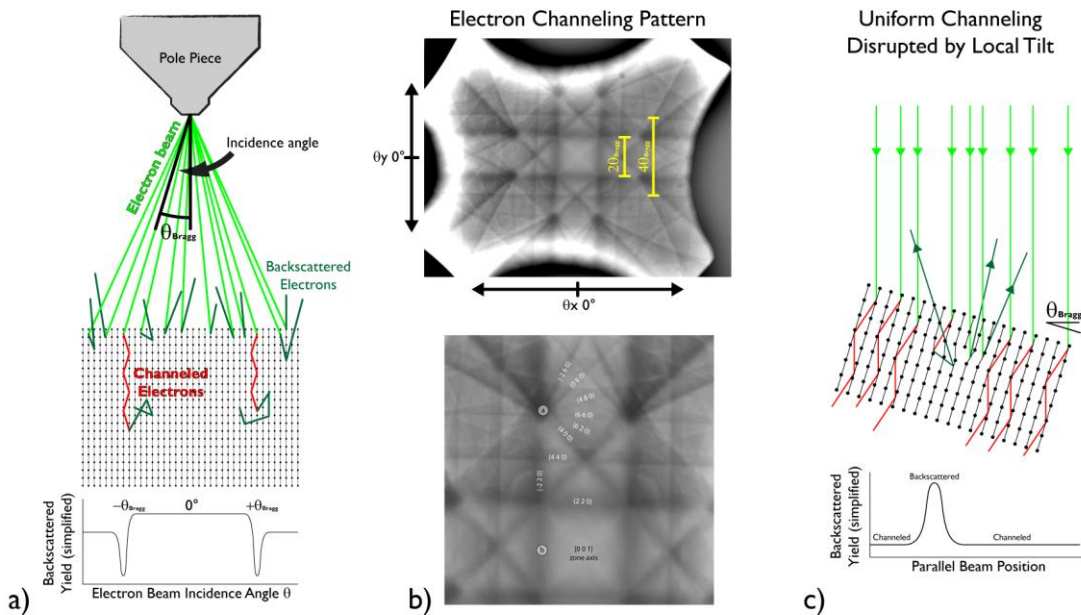 Pole Piece
Electron beam
Incidence angle
θBragg
Backscattered
Electrons
Channeled
Electrons
−θBragg
0°
+θBragg
Backscattered
Yield (simplified)
Electron Beam Incidence Angle θ
a)
Electron Channeling Pattern
θy 0°
2θBragg
4θBragg
θx 0°
(-2 6 0)
(0 8 0)
(4 8 0)
a
(6 6 0)
(6 2 0)
(4 0 0)
(4 4 0)
(-2 2 0)
(2 2 0)
b
[0 0 1]
zone axis
b)
Uniform Channeling
Disrupted by Local Tilt
θBragg
Backscattered
Channeled
Channeled
Backscattered
Yield (simplified)
Parallel Beam Position
c)